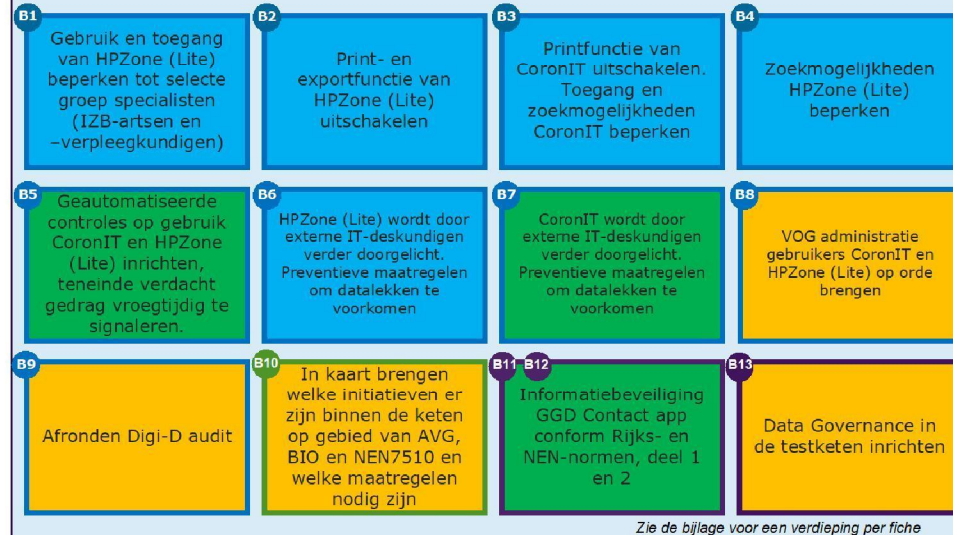 B1
Gebruik en toegang
van HPZone (Lite)
beperken tot selecte
groep specialisten
(IZB-artsen en
–verpleegkundigen)
B2
Print- en
exportfunctie van
HPZone (Lite)
uitschakelen
B3
Printfunctie van
CoronIT uitschakelen.
Toegang en
zoekmogelijkheden
CoronIT beperken
B4
Zoekmogelijkheden
HPZone (Lite)
beperken
B5
Geautomatiseerde
controles op gebruik
CoronIT en HPZone
(Lite) inrichten,
teneinde verdacht
gedrag vroegtijdig te
signaleren.
B6
HPZone (Lite) wordt door
externe IT-deskundigen
verder doorgelicht.
Preventieve maatregelen
om datalekken te
voorkomen
B7
CoronIT wordt door
externe IT-deskundigen
verder doorgelicht.
Preventieve maatregelen
om datalekken te
voorkomen
B8
VOG administratie
gebruikers CoronIT en
HPZone (Lite) op orde
brengen
B9
Afronden Digi-D audit
B10
In kaart brengen
welke initiatieven er
zijn binnen de keten
op gebied van AVG,
BIO en NEN7510 en
welke maatregelen
nodig zijn
B11 B12
Informatiebeveiliging
GGD Contact app
conform Rijks- en
NEN-normen, deel 1
en 2
B13
Data Governance in
de testketen inrichten
Zie de bijlage voor een verdieping per fiche